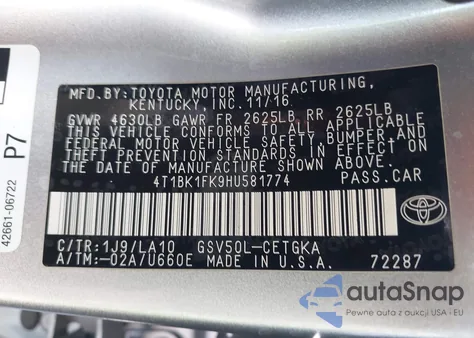 MFD. BY: TOYOTA MOTOR MANUFACTURING,
KENTUCKY, INC. 11/16
GVWR 4630LB GAWR FR 2625LB RR 2625LB
THIS VEHICLE CONFORMS TO ALL APPLICABLE
FEDERAL MOTOR VEHICLE SAFETY, BUMPER, AND
THEFT PREVENTION STANDARDS IN EFFECT ON
THE DATE OF MANUFACTURE SHOWN ABOVE.
4T1BK1FK9HU581774 PASS.CAR
C/TR:1J9/LA10 GSV50L-CETGKA
A/TM:-02A/U660E MADE IN U.S.A. 72287
TOYOTA
42661-06722
P7
autoSnap
Pewne auta z USA - EU